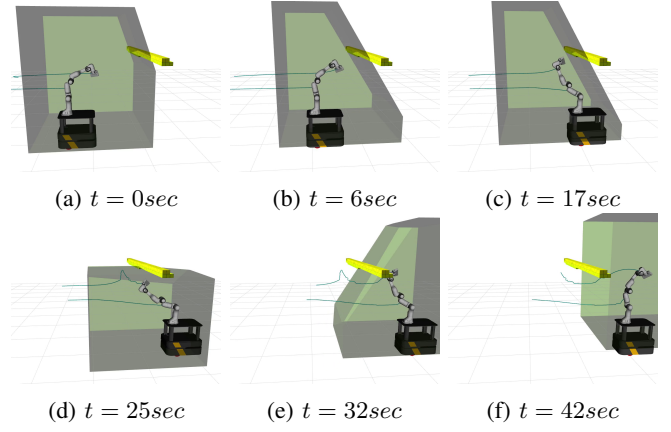 (a) t = 0sec
(b) t = 6sec
(c) t = 17sec
(d) t = 25sec
(e) t = 32sec
(f) t = 42sec